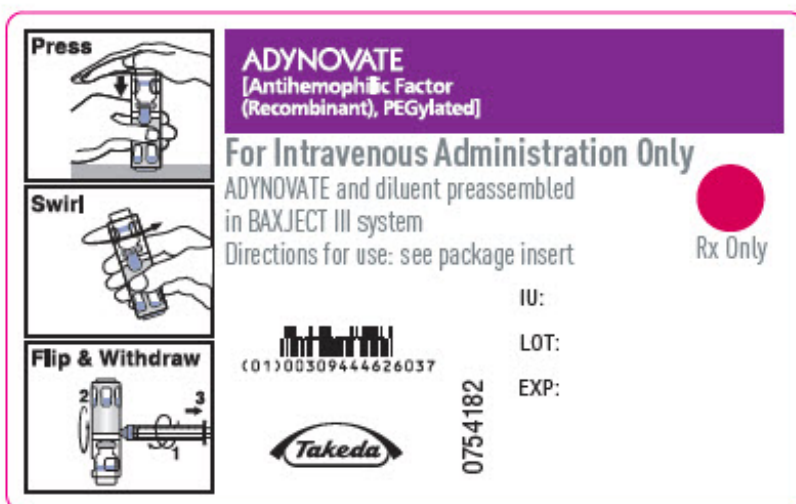 Press
Swirl
Flip & Withdraw
2
3
1
ADYNOVATE
[Antihemophilic Factor
(Recombinant), PEGylated]
For Intravenous Administration Only
ADYNOVATE and diluent preassembled
in BAXJECT III system
Directions for use: see package insert
Rx Only
IU:
LOT:
EXP:
(01)00309444626037
0754182
Takeda